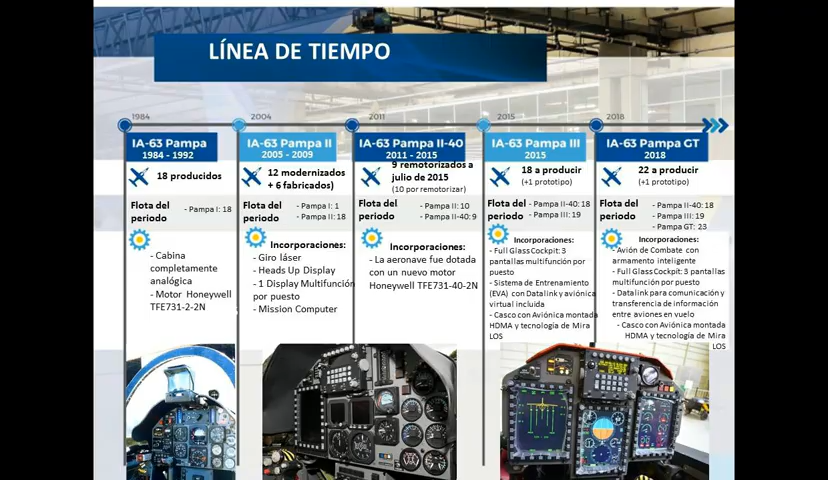 LÍNEA DE TIEMPO
1984
2004
2011
2015
2018
IA-63 Pampa
1984 - 1992
18 producidos
Flota del
periodo
- Pampa I: 18
- Cabina
completamente
analógica
- Motor Honeywell
TFE731-2-2N
IA-63 Pampa II
2005 - 2009
12 modernizados
+ 6 fabricados)
Flota del
periodo
- Pampa I: 1
- Pampa II: 18
Incorporaciones:
- Giro láser
- Heads Up Display
- 1 Display Multifunción
por puesto
- Mission Computer
IA-63 Pampa II-40
2011 - 2015
9 remotorizados a
julio de 2015
(10 por remotorizar)
Flota del
periodo
- Pampa II: 10
- Pampa II-40: 9
Incorporaciones:
- La aeronave fue dotada
con un nuevo motor
Honeywell TFE731-40-2N
IA-63 Pampa III
2015
18 a producir
(+1 prototipo)
Flota del
periodo
- Pampa II-40: 18
- Pampa III: 19
Incorporaciones:
- Full Glass Cockpit: 3
pantallas multifunción por
puesto
- Sistema de Entrenamiento
(EVA) con Datalink y aviónica
virtual incluida
- Casco con Aviónica montada
HDMA y tecnología de Mira
LOS
IA-63 Pampa GT
2018
22 a producir
(+1 prototipo)
Flota del
periodo
- Pampa II-40: 18
- Pampa III: 19
- Pampa GT: 23
Incorporaciones:
- Avión de Combate con
armamento inteligente
- Full Glass Cockpit: 3 pantallas
multifunción por puesto
- Datalink para comunicación y
transferencia de información
entre aviones en vuelo
- Casco con Aviónica montada
HDMA y tecnología de Mira
LOS